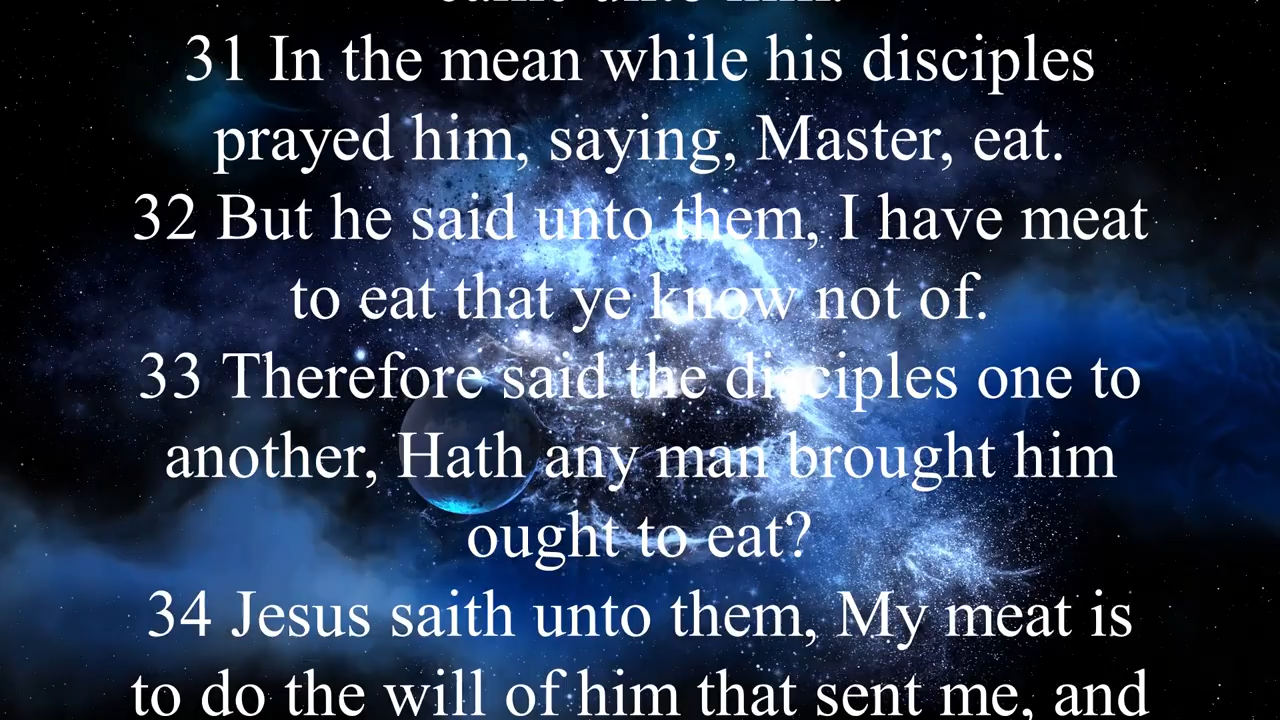 came unto him.
31 In the mean while his disciples
prayed him, saying, Master, eat.
32 But he said unto them, I have meat
to eat that ye know not of.
33 Therefore said the disciples one to
another, Hath any man brought him
ought to eat?
34 Jesus saith unto them, My meat is
to do the will of him that sent me, and